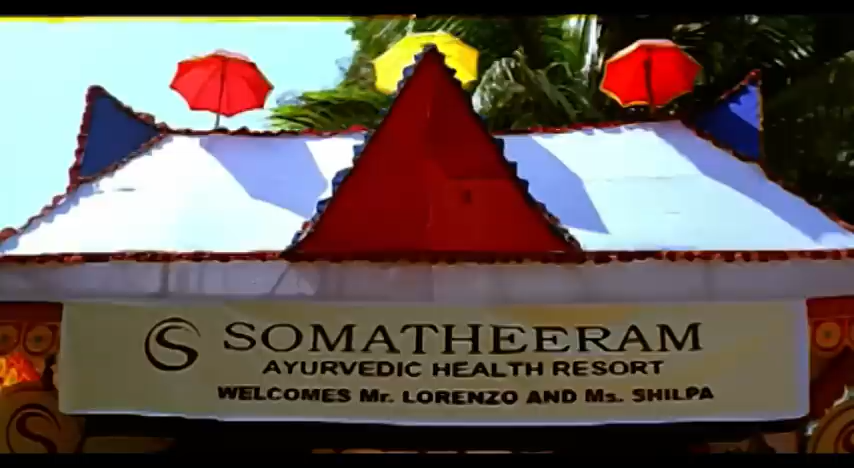 SOMATHEERAM
AYURVEDIC HEALTH RESORT
WELCOMES Mr. LORENZO AND Ms. SHILPA